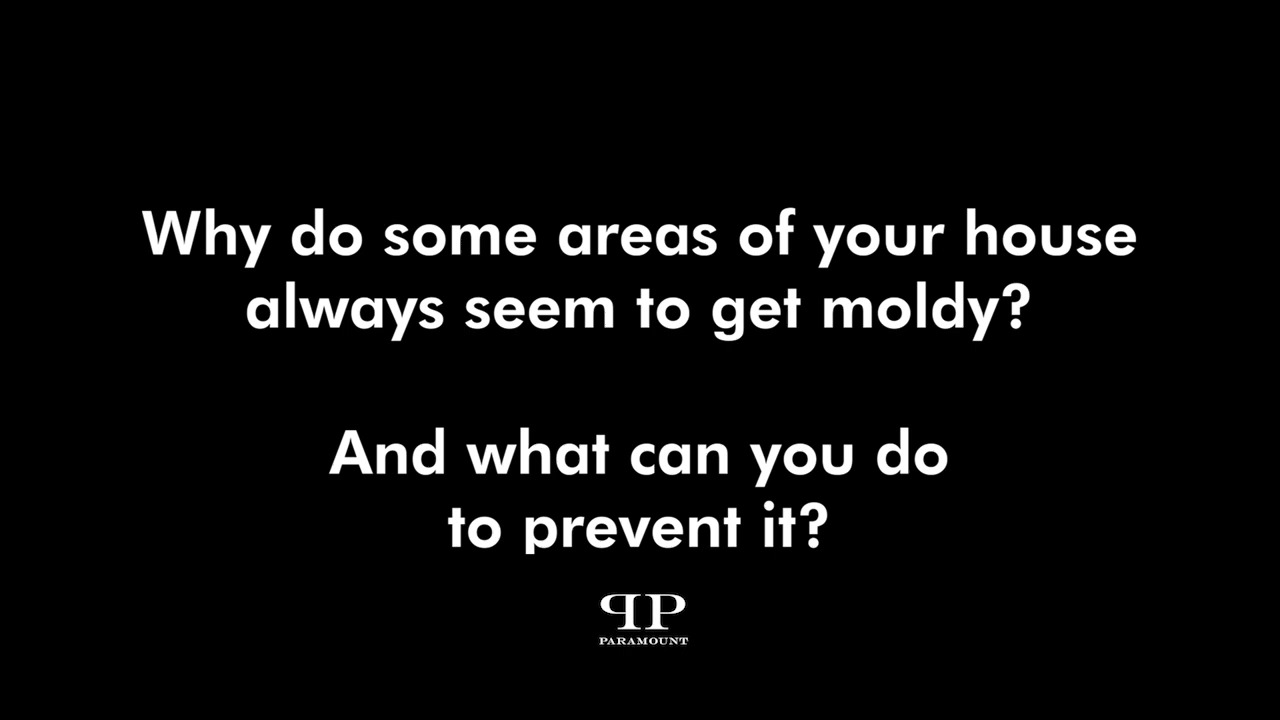 Why do some areas of your house
always seem to get moldy?
And what can you do
to prevent it?
PP
PARAMOUNT